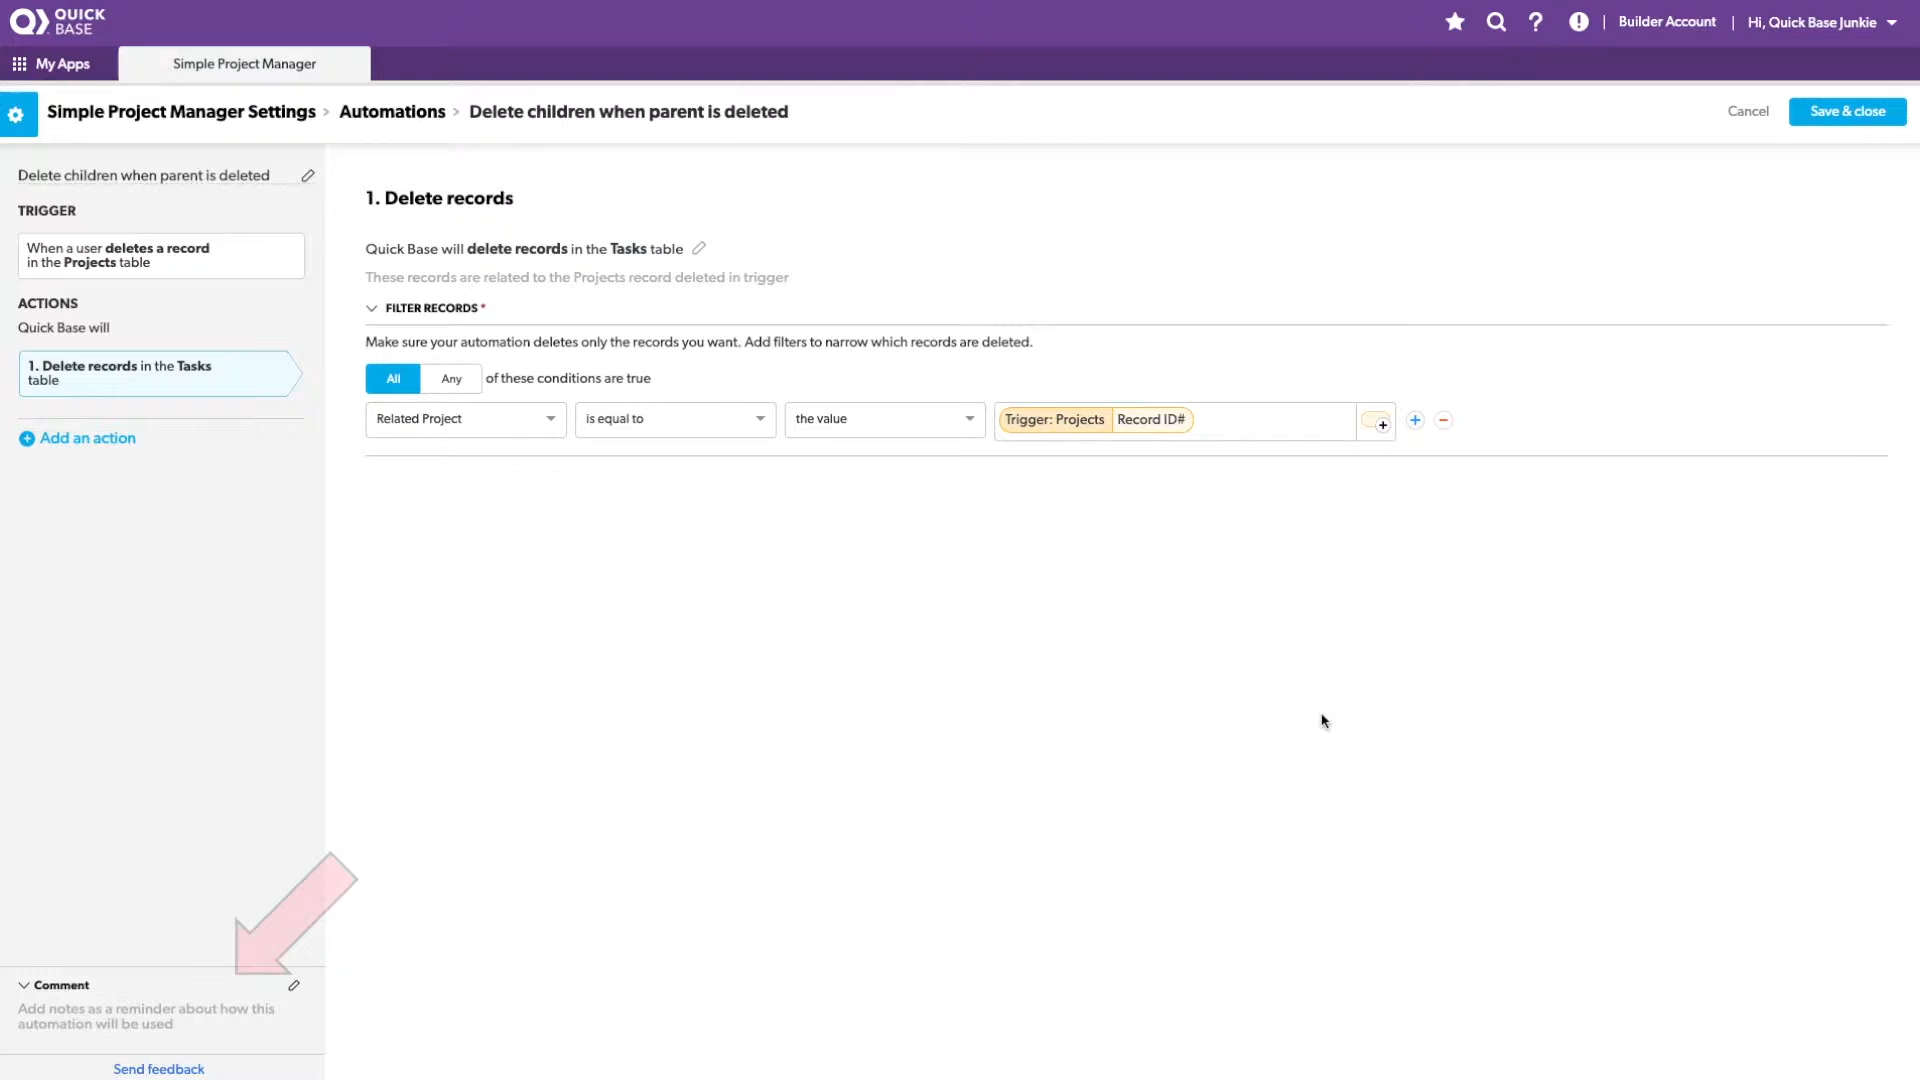 QUICK
BASE
Builder Account
Hi, Quick Base Junkie
My Apps
Simple Project Manager
Simple Project Manager Settings > Automations > Delete children when parent is deleted
Cancel
Save & close
Delete children when parent is deleted
TRIGGER
When a user deletes a record
in the Projects table
ACTIONS
Quick Base will
1. Delete records in the Tasks
table
Add an action
1. Delete records
Quick Base will delete records in the Tasks table
These records are related to the Projects record deleted in trigger
FILTER RECORDS *
Make sure your automation deletes only the records you want. Add filters to narrow which records are deleted.
All Any of these conditions are true
Related Project is equal to the value Trigger: Projects Record ID#
Comment
Add notes as a reminder about how this
automation will be used
Send feedback